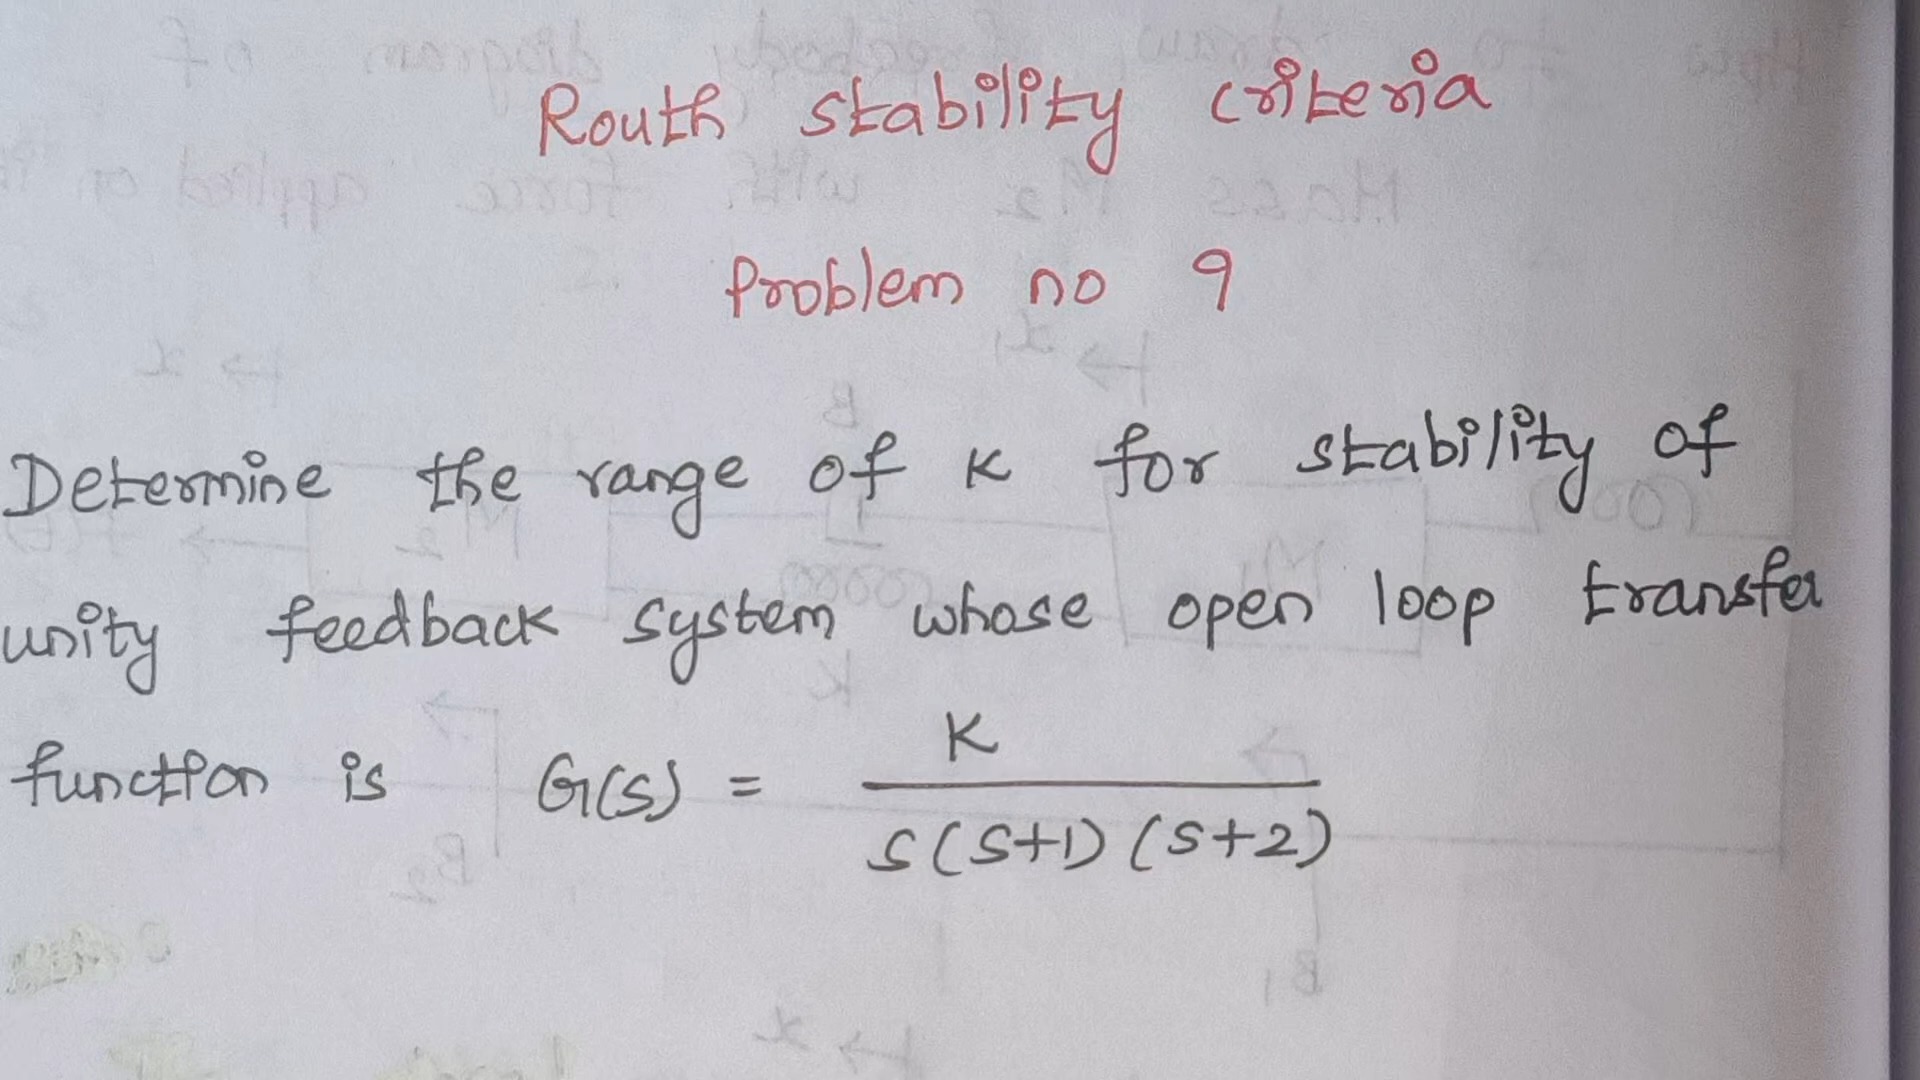 Routh stability criteria
Problem no 9
Determine the range of K for stability of
unity feedback system whose open loop transfer
function is G(s) = K
s(s+1)(s+2)